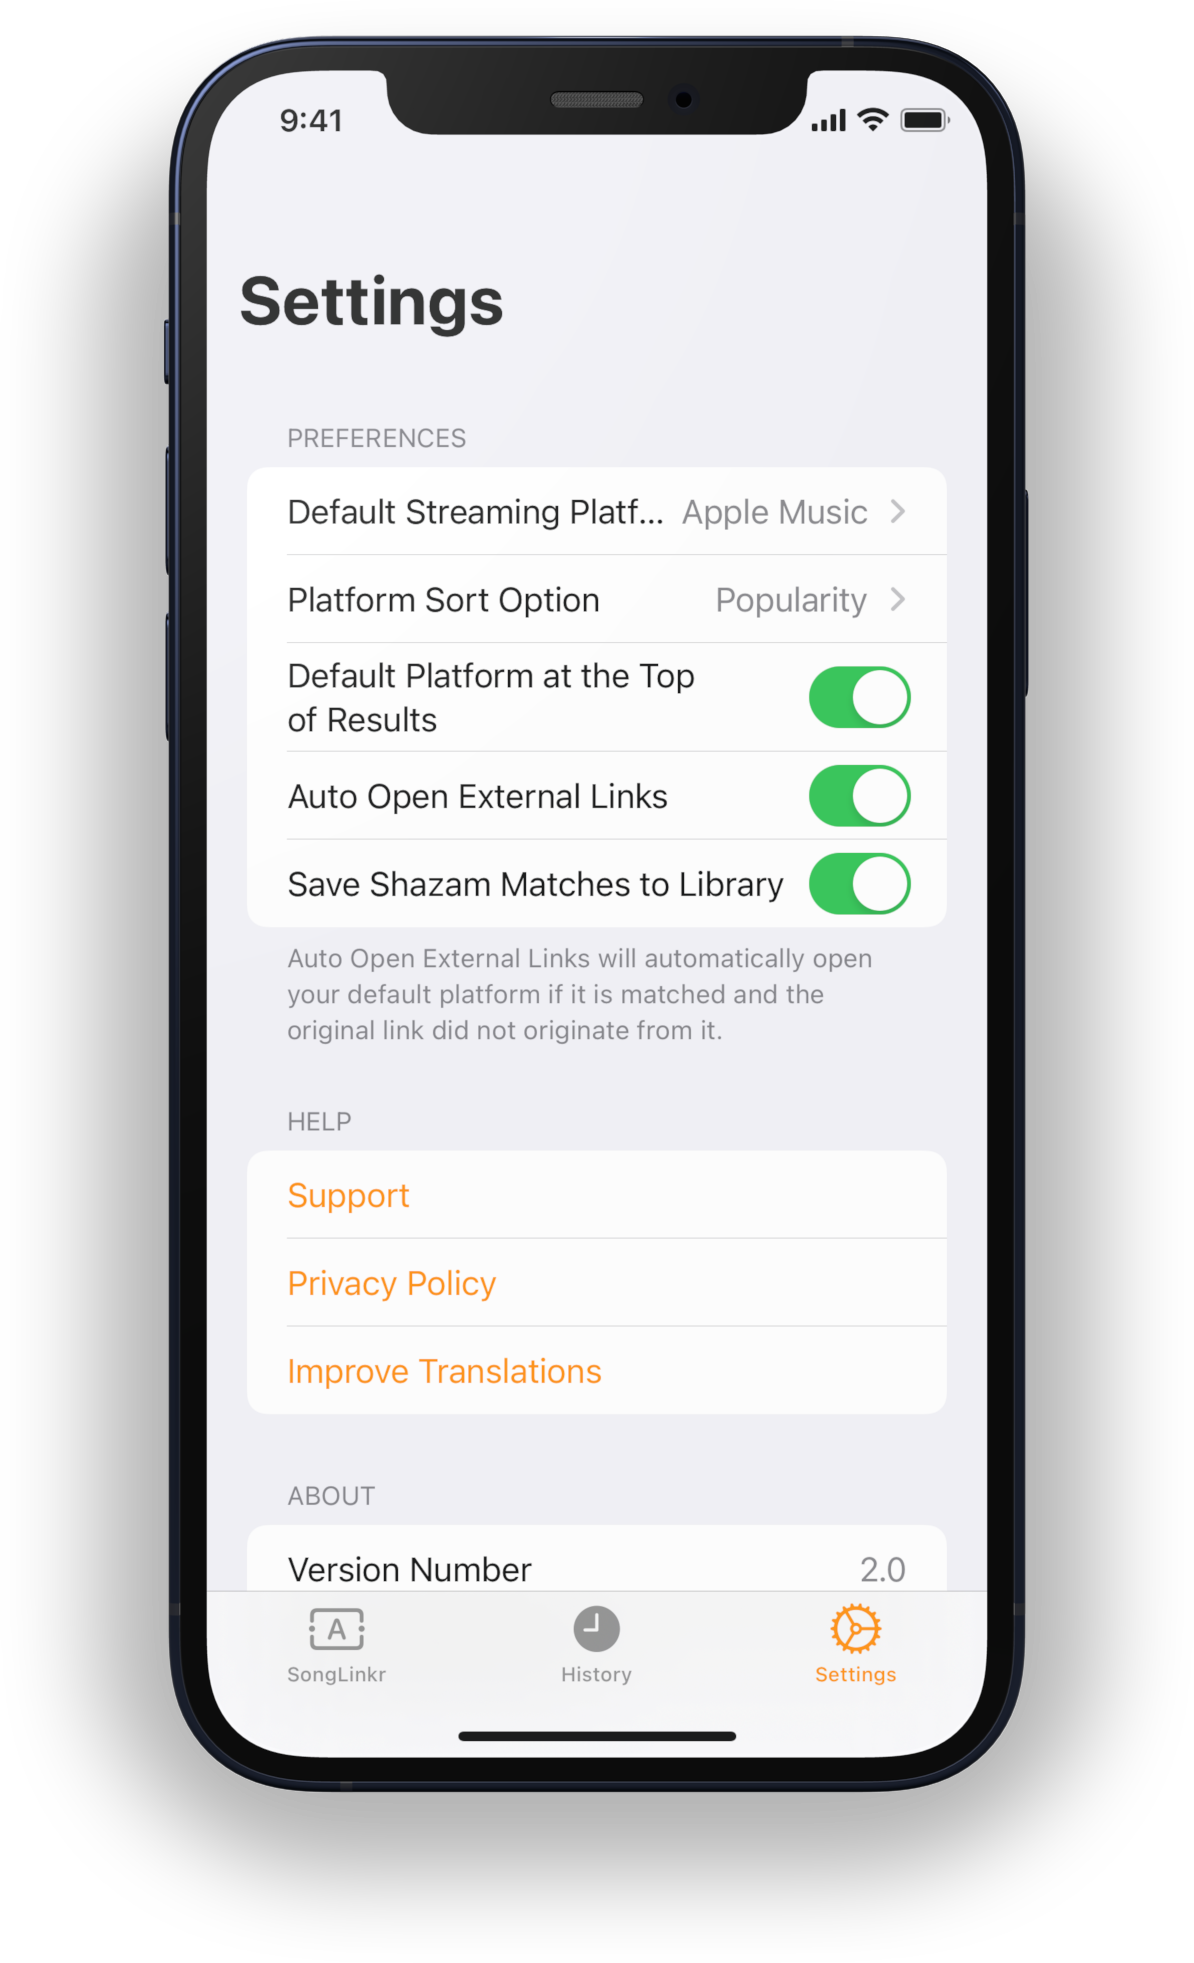 9:41
Settings
PREFERENCES
Default Streaming Platf... Apple Music
Platform Sort Option Popularity
Default Platform at the Top
of Results
Auto Open External Links
Save Shazam Matches to Library
Auto Open External Links will automatically open
your default platform if it is matched and the
original link did not originate from it.
HELP
Support
Privacy Policy
Improve Translations
ABOUT
Version Number 2.0
A
SongLinkr History Settings